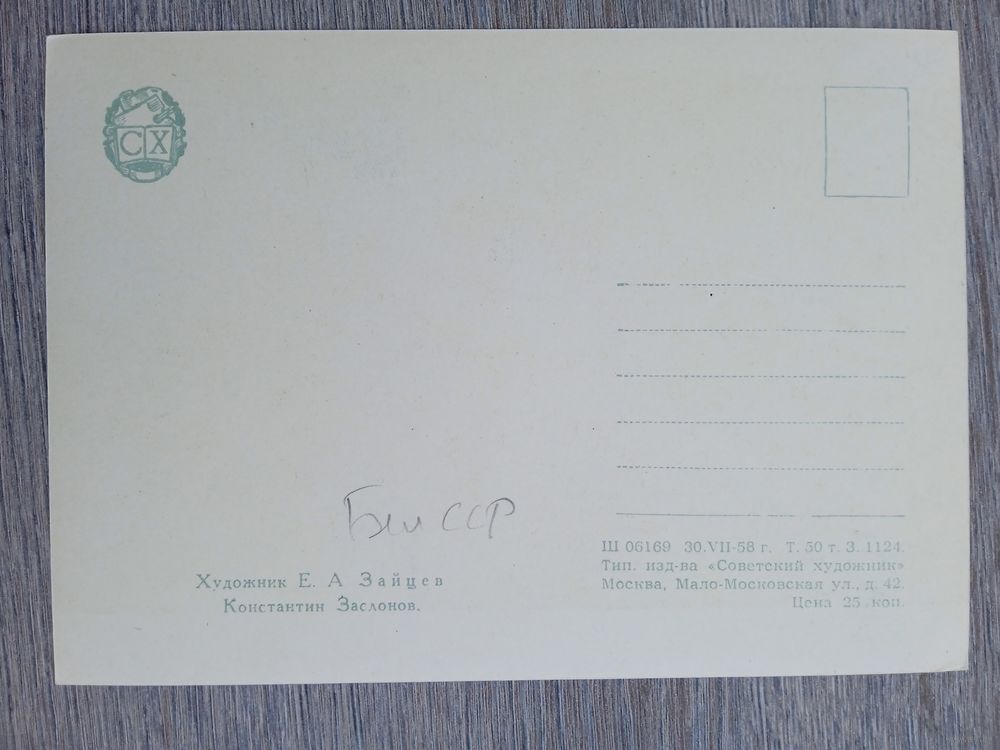 СХ
Бел ССР
Художник Е. А Зайцев
Константин Заслонов.
Ш 06169 30.VII-58 г. Т. 50 т. З. 1124.
Тип. изд-ва «Советский художник»
Москва, Мало-Московская ул., д. 42.
Цена 25 коп.